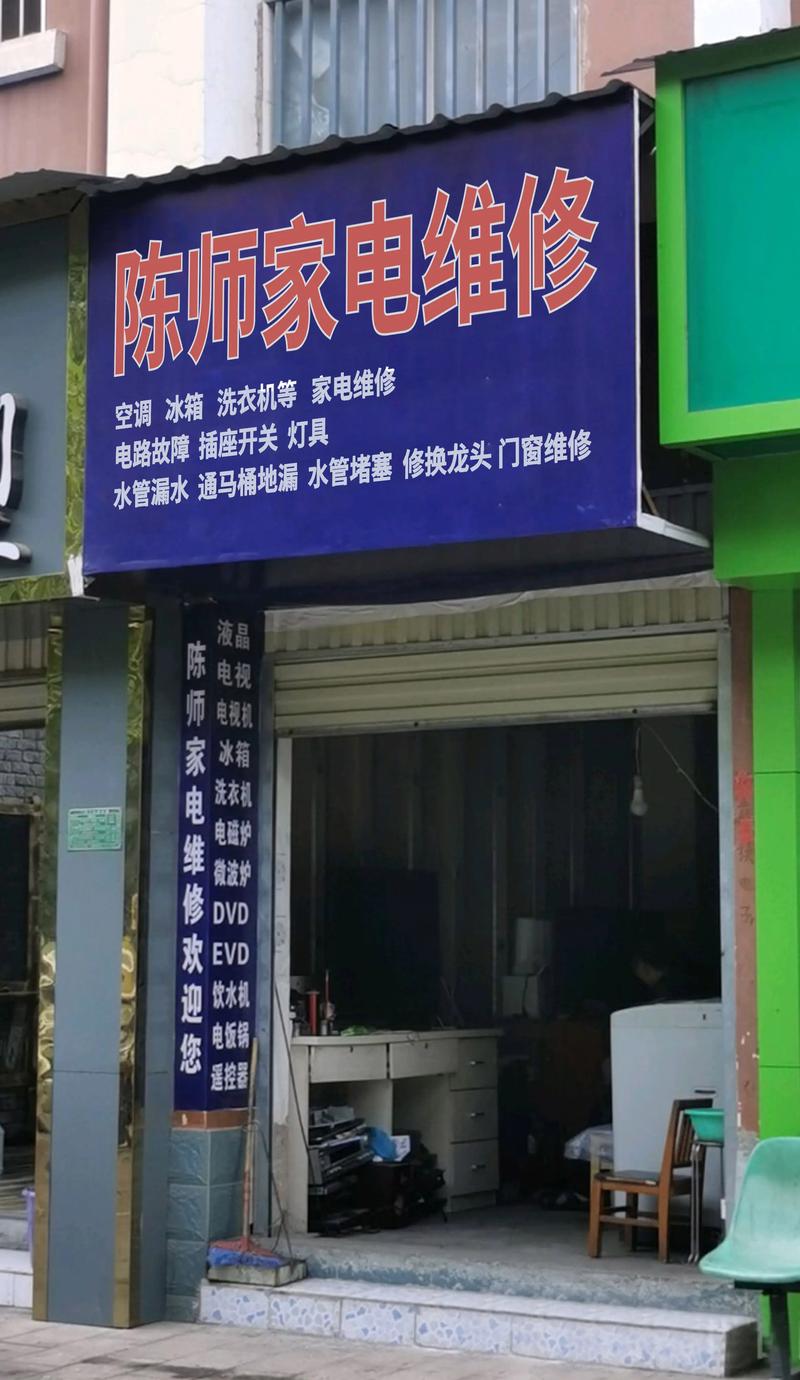 陈师家电维修
空调 冰箱 洗衣机等 家电维修
电路故障 插座开关 灯具
水管漏水 通马桶地漏 水管堵塞 修换龙头 门窗维修
陈师家电维修欢迎您
液晶
电视
电视机
冰箱
洗衣机
电磁炉
微波炉
DVD
EVD
饮水机
电饭锅
遥控器